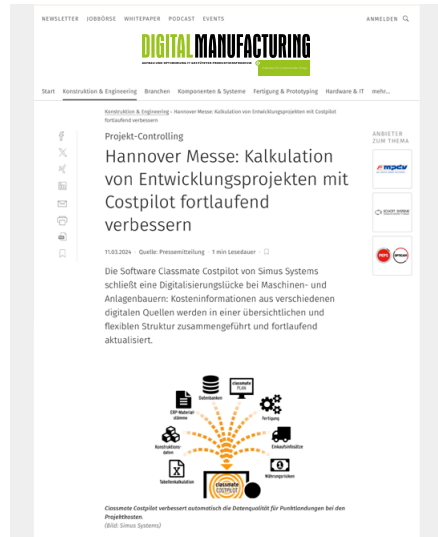 NEWSLETTER JOBBÖRSE WHITEPAPER PODCAST EVENTS
ANMELDEN
DIGITAL MANUFACTURING
Start Konstruktion & Engineering Branchen Komponenten & Systeme Fertigung & Prototyping Hardware & IT mehr...
Konstruktion & Engineering › Hannover Messe: Kalkulation von Entwicklungsprojekten mit Costpilot
fortlaufend verbessern
Projekt-Controlling
Hannover Messe: Kalkulation
von Entwicklungsprojekten mit
Costpilot fortlaufend
verbessern
11.03.2024 · Quelle: Pressemitteilung · 1 min Lesedauer
Die Software Classmate Costpilot von Simus Systems
schließt eine Digitalisierungslücke bei Maschinen- und
Anlagenbauern: Kosteninformationen aus verschiedenen
digitalen Quellen werden in einer übersichtlichen und
flexiblen Struktur zusammengeführt und fortlaufend
aktualisiert.
ANBIETER
ZUM THEMA
mpdv
Datenbanken
classmate
PLAN
ERP-Material-
stämme
Fertigung
Konstruktions-
daten
Einkaufsinfosätze
Tabellenkalkulation
Währungsrisiken
classmate
COSTPILOT
Classmate Costpilot verbessert automatisch die Datenqualität für Punktlandungen bei den
Projektkosten.
(Bild: Simus Systems)